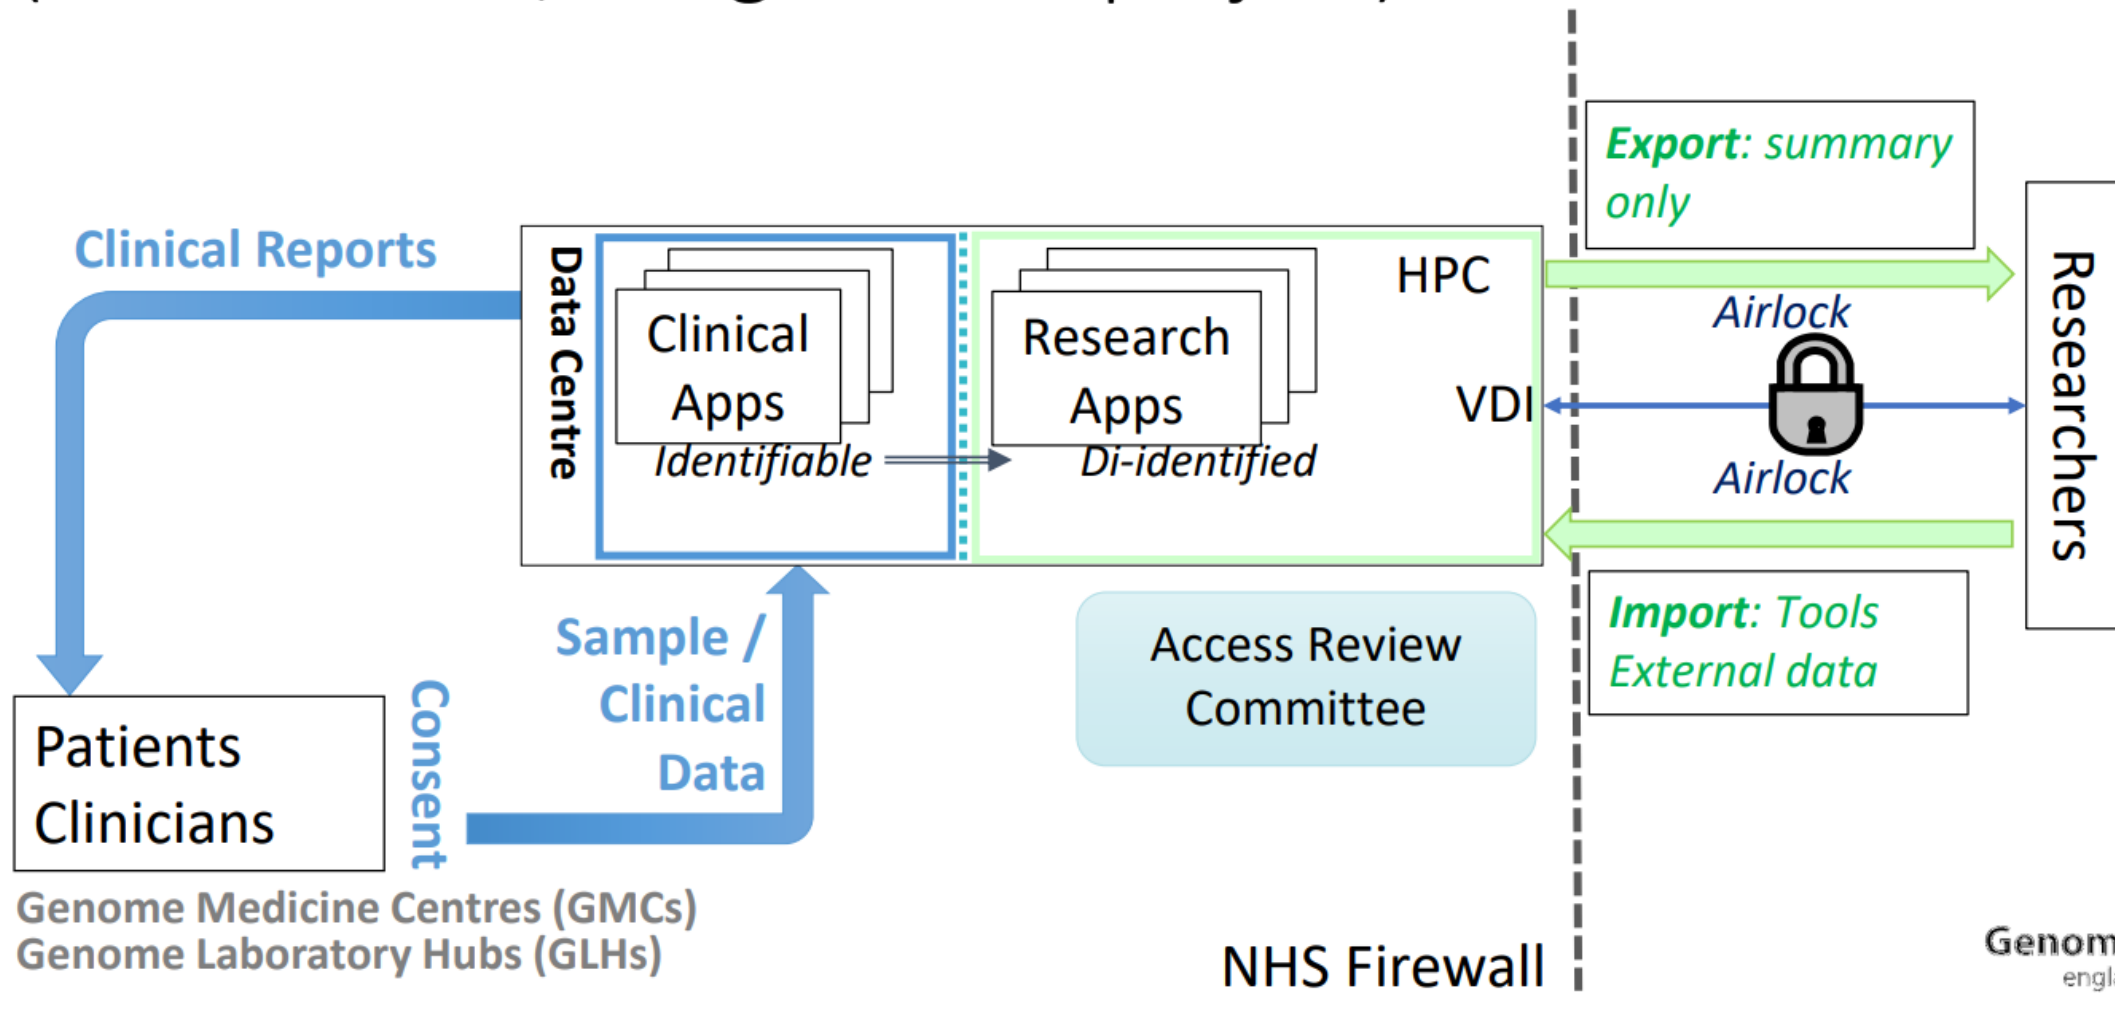 Export: summary
only
Clinical Reports
Data Centre
Clinical
Apps
Identifiable
Research
Apps
Di-identified
HPC
VDI
Airlock
Airlock
Researchers
Import: Tools
External data
Sample /
Clinical
Data
Consent
Access Review
Committee
Patients
Clinicians
Genome Medicine Centres (GMCs)
Genome Laboratory Hubs (GLHs)
NHS Firewall